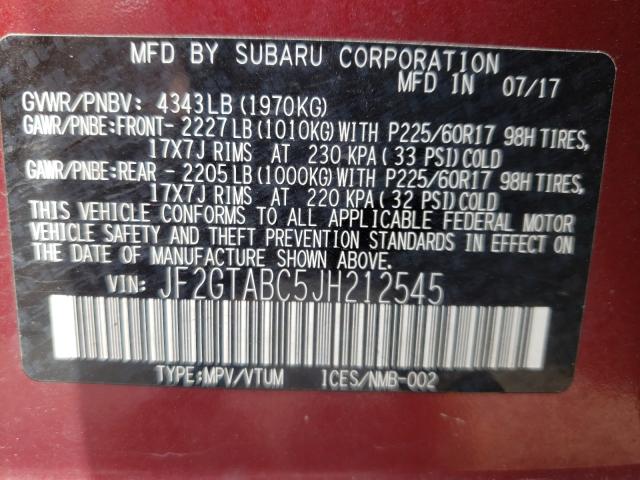 MFD BY SUBARU CORPORATION
MFD IN 07/17
GVWR/PNBV: 4343LB (1970KG)
GAWR/PNBE:FRONT- 2227LB(1010KG)WITH P225/60R17 98H TIRES,
17X7J RIMS AT 230 KPA(33 PSI)COLD
GAWR/PNBE:REAR - 2205LB(1000KG)WITH P225/60R17 98H TIRES,
17X7J RIMS AT 220 KPA(32 PSI)COLD
THIS VEHICLE CONFORMS TO ALL APPLICABLE FEDERAL MOTOR
VEHICLE SAFETY AND THEFT PREVENTION STANDARDS IN EFFECT ON
THE DATE OF MANUFACTURE SHOWN ABOVE.
VIN: JF2GTABC5JH212545
TYPE:MPV/VTUM ICES/NMB-002